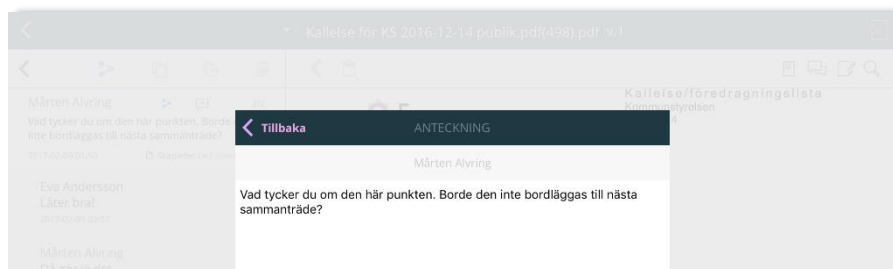 Kallelse för KS 2016-12-14 publik.pdf(498).pdf v.1
Mårten Alvring
Vad tycker du om den här punkten. Borde
inte bordläggas till nästa sammanträde?
Eva Andersson
Låter bra!
Mårten Alvring
Kallelse/föredragningslista
Kommunstyrelsen
4
Tillbaka
ANTECKNING
Mårten Alvring
Vad tycker du om den här punkten. Borde den inte bordläggas till nästa
sammanträde?